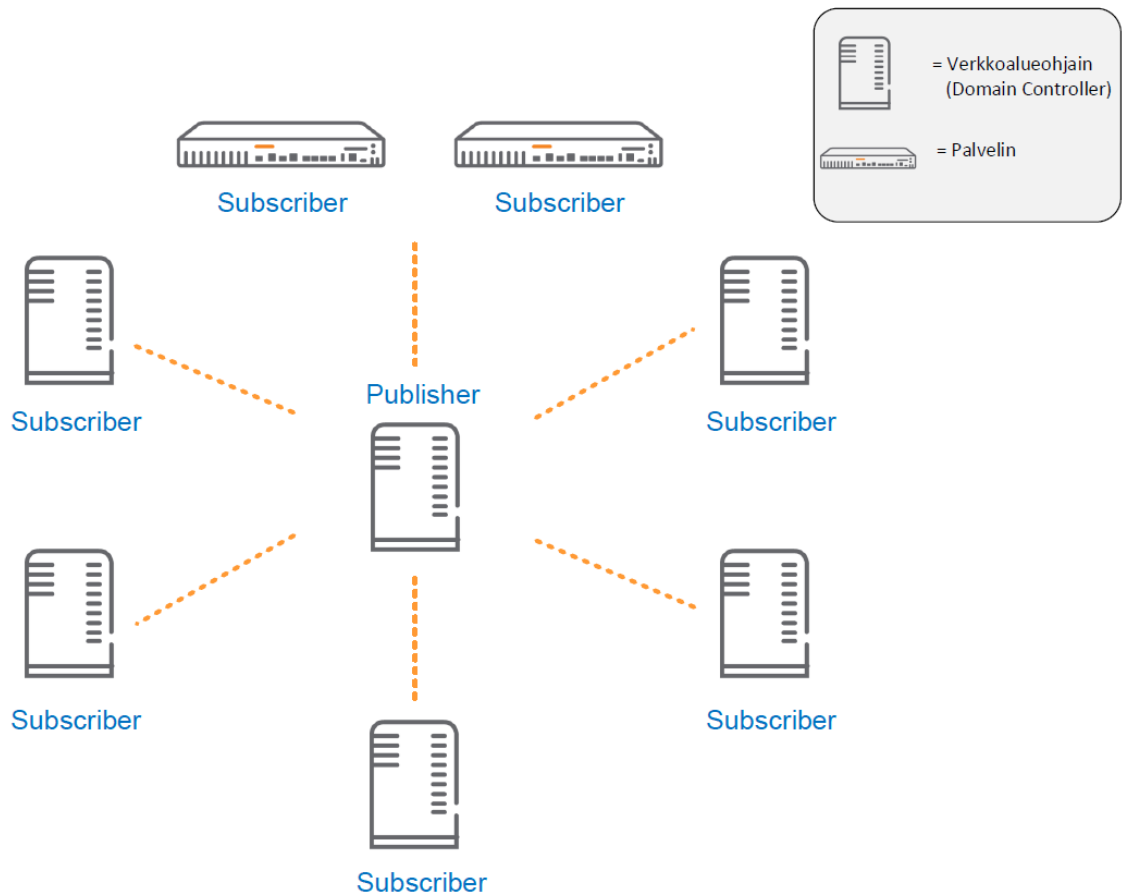 = Verkkoalueohjain
(Domain Controller)
= Palvelin
Subscriber
Subscriber
Publisher
Subscriber
Subscriber
Subscriber
Subscriber
Subscriber